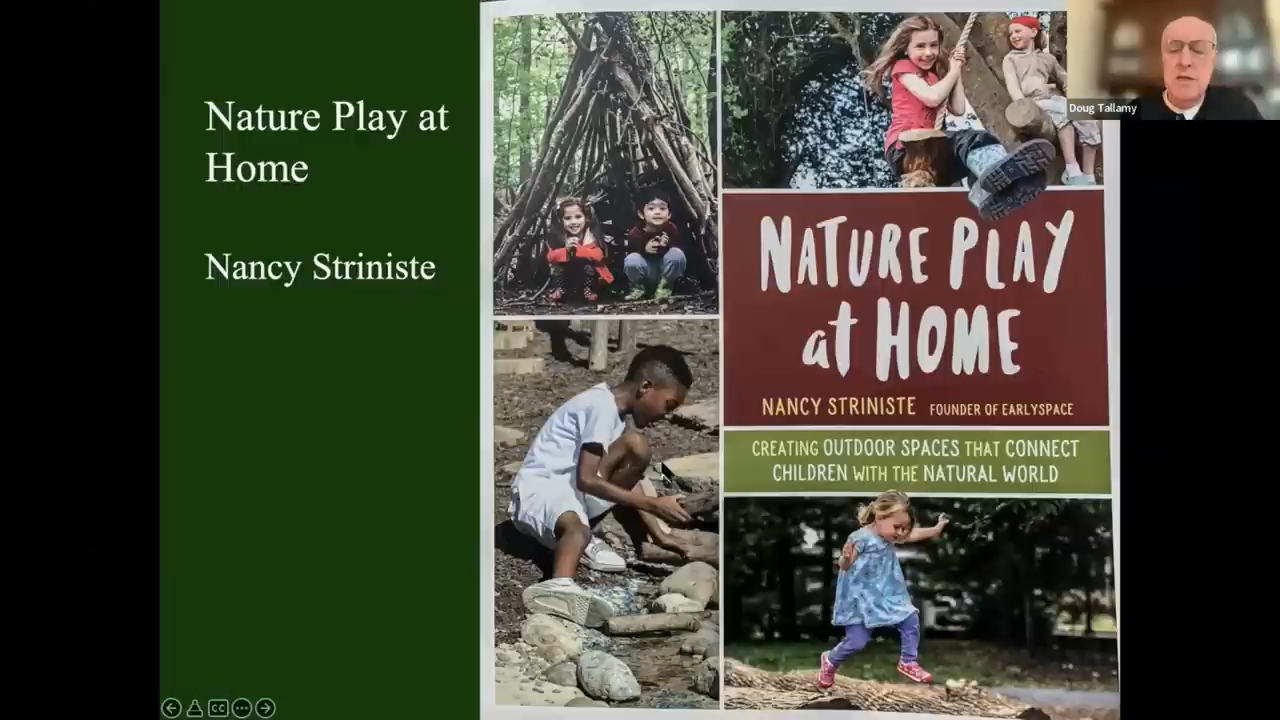 Nature Play at
Home
Nancy Striniste
NATURE PLAY
at HOME
NANCY STRINISTE FOUNDER OF EARLYSPACE
CREATING OUTDOOR SPACES THAT CONNECT
CHILDREN WITH THE NATURAL WORLD
Doug Tallamy
CC